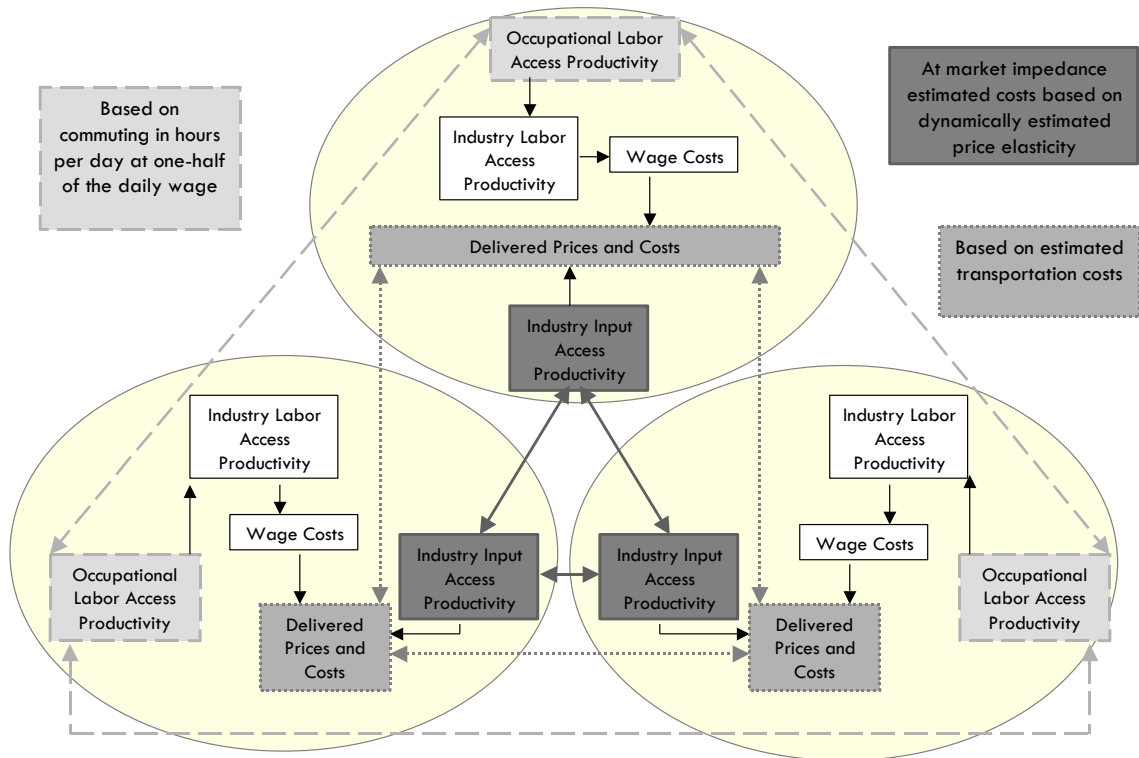 Occupational Labor
Access Productivity
At market impedance
estimated costs based on
dynamically estimated
price elasticity
Based on
commuting in hours
per day at one-half
of the daily wage
Industry Labor
Access
Productivity
Wage Costs
Delivered Prices and Costs
Based on estimated
transportation costs
Industry Input
Access
Productivity
Industry Labor
Access
Productivity
Wage Costs
Occupational
Labor Access
Productivity
Industry Input
Access
Productivity
Delivered
Prices and
Costs
Industry Labor
Access
Productivity
Wage Costs
Industry Input
Access
Productivity
Occupational
Labor Access
Productivity
Delivered
Prices and
Costs